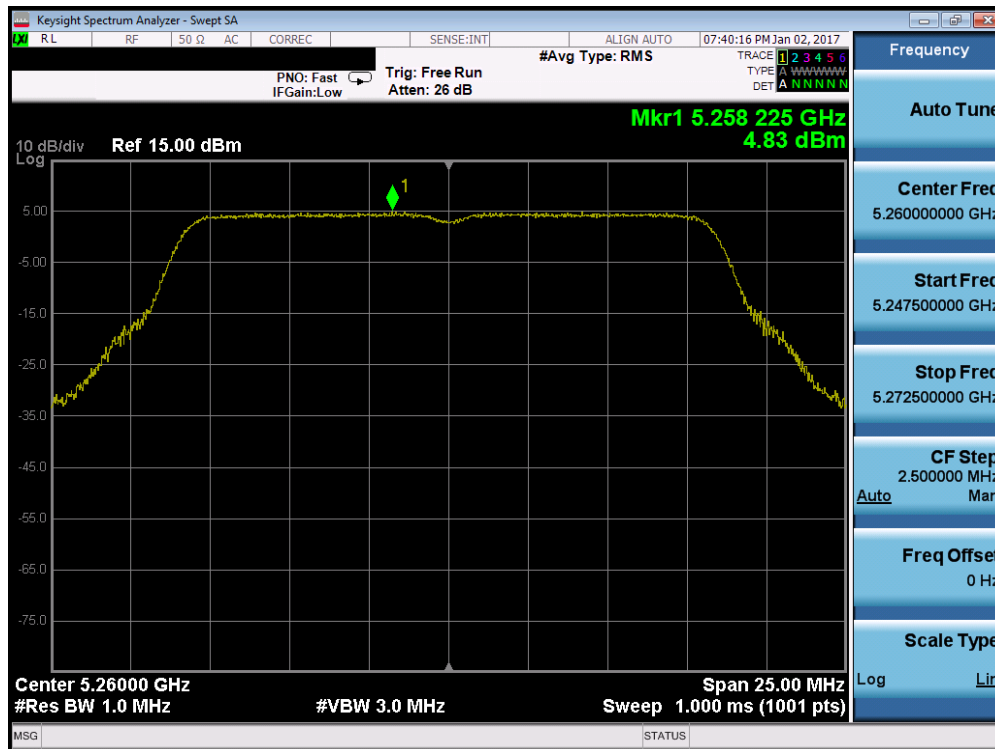 Keysight Spectrum Analyzer - Swept SA
LXI RL RF 50 Ω AC CORREC SENSE:INT ALIGN AUTO 07:40:16 PM Jan 02, 2017
#Avg Type: RMS
TRACE 1 2 3 4 5 6
PNO: Fast Trig: Free Run
TYPE A WWWWW
IFGain:Low Atten: 26 dB
DET A N N N N N
Mkr1 5.258 225 GHz
4.83 dBm
10 dB/div Ref 15.00 dBm
Log
1
5.00
-5.00
-15.0
-25.0
-35.0
-45.0
-55.0
-65.0
-75.0
Center 5.26000 GHz Span 25.00 MHz
#Res BW 1.0 MHz #VBW 3.0 MHz Sweep 1.000 ms (1001 pts)
MSG STATUS
Frequency
Auto Tune
Center Freq
5.260000000 GHz
Start Freq
5.247500000 GHz
Stop Freq
5.272500000 GHz
CF Step
2.500000 MHz
Auto Man
Freq Offset
0 Hz
Scale Type
Log Lin